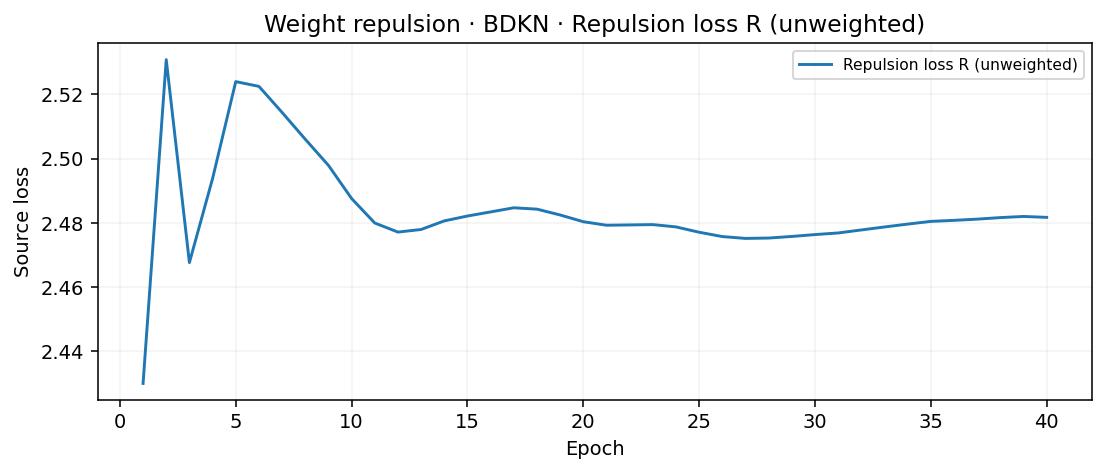 Weight repulsion · BDKN · Repulsion loss R (unweighted)
Repulsion loss R (unweighted)
2.52
2.50
2.48
2.46
2.44
Source loss
0 5 10 15 20 25 30 35 40
Epoch